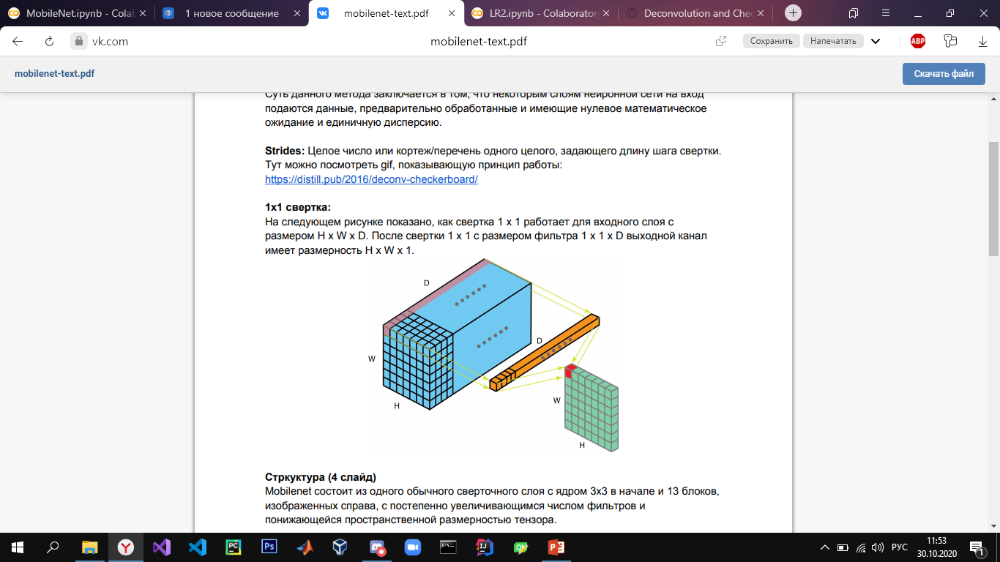 MobileNet.ipynb - Colab
1 новое сообщение
mobilenet-text.pdf
LR2.ipynb - Colaboratory
Deconvolution and Chec
vk.com
mobilenet-text.pdf
Сохранить
Напечатать
ABP
mobilenet-text.pdf
Скачать файл
Суть данного метода заключается в том, что некоторым слоям нейронной сети на вход
подаются данные, предварительно обработанные и имеющие нулевое математическое
ожидание и единичную дисперсию.
Strides: Целое число или кортеж/перечень одного целого, задающего длину шага свертки.
Тут можно посмотреть gif, показывающую принцип работы:
https://distill.pub/2016/deconv-checkerboard/
1x1 свертка:
На следующем рисунке показано, как свертка 1 x 1 работает для входного слоя с
размером H x W x D. После свертки 1 x 1 с размером фильтра 1 x 1 x D выходной канал
имеет размерность H x W x 1.
D
W
H
D
W
H
Стркуктура (4 слайд)
Mobilenet состоит из одного обычного сверточного слоя с ядром 3x3 в начале и 13 блоков,
изображенных справа, с постепенно увеличивающимся числом фильтров и
понижающейся пространственной размерностью тензора.
PC
Ps
IJ
РУС
11:53
30.10.2020
1